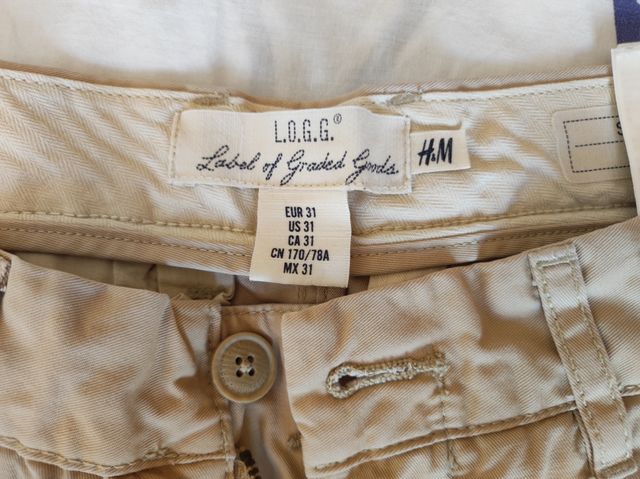 L.O.G.G.®
Label of Graded Goods.
H&M
EUR 31
US 31
CA 31
CN 170/78A
MX 31
S